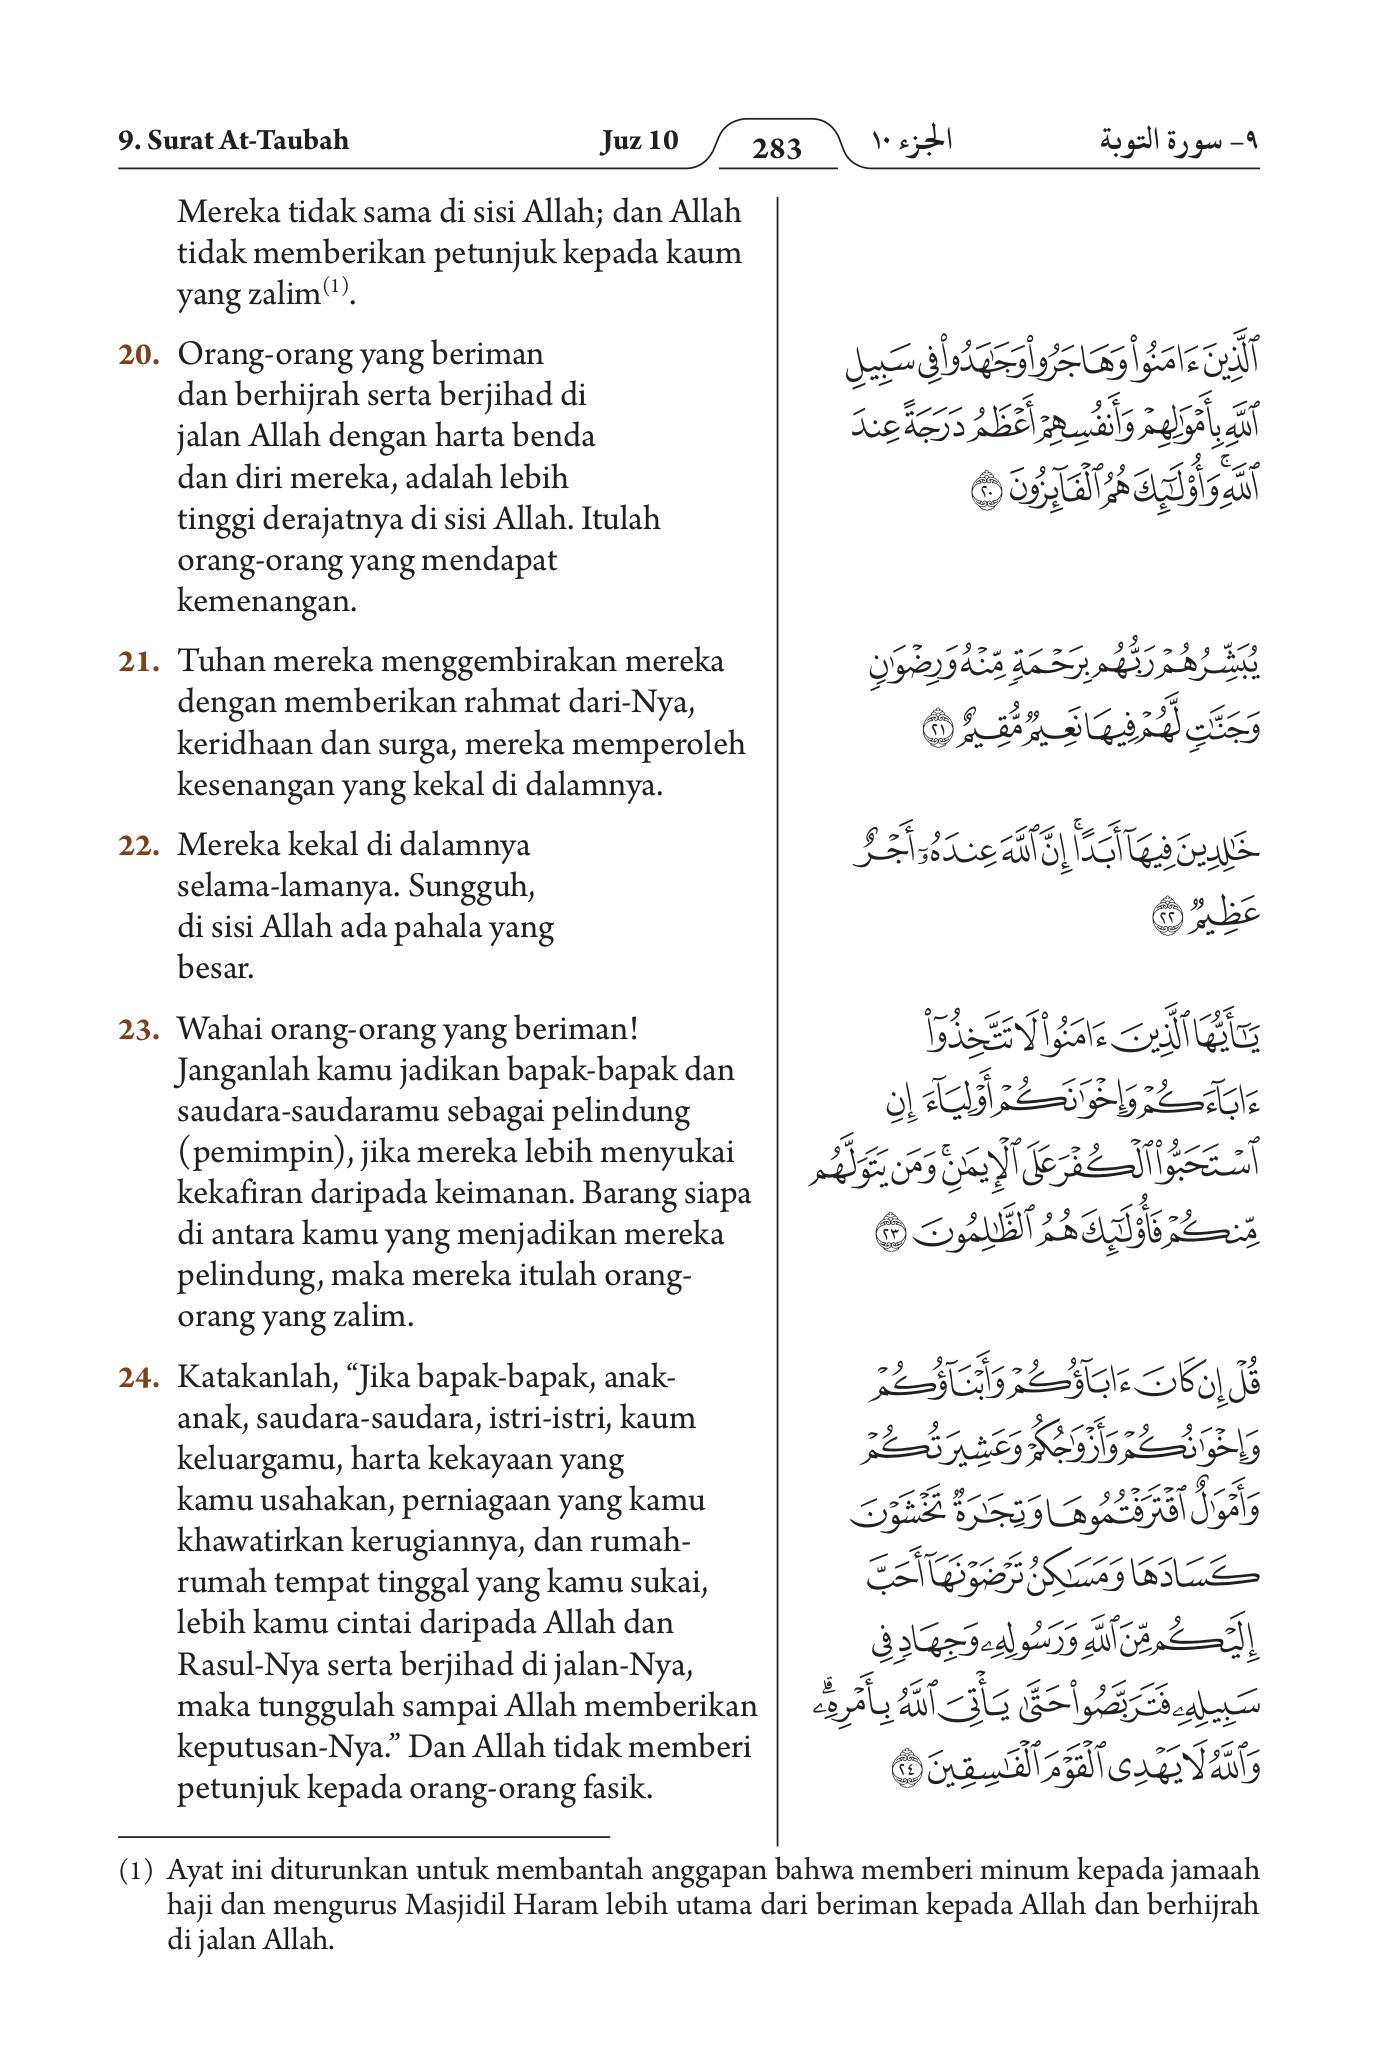 9. Surat At-Taubah
Juz 10
283
الجزء ١٠
٩- سورة التوبة
Mereka tidak sama di sisi Allah; dan Allah
tidak memberikan petunjuk kepada kaum
yang zalim(1).
20. Orang-orang yang beriman
dan berhijrah serta berjihad di
jalan Allah dengan harta benda
dan diri mereka, adalah lebih
tinggi derajatnya di sisi Allah. Itulah
orang-orang yang mendapat
kemenangan.
ٱلَّذِينَ ءَامَنُوا۟ وَهَاجَرُوا۟ وَجَٰهَدُوا۟ فِى سَبِيلِ
ٱللَّهِ بِأَمْوَٰلِهِمْ وَأَنفُسِهِمْ أَعْظَمُ دَرَجَةً عِندَ
ٱللَّهِ ۚ وَأُو۟لَٰٓئِكَ هُمُ ٱلْفَآئِزُونَ ٢٠
21. Tuhan mereka menggembirakan mereka
dengan memberikan rahmat dari-Nya,
keridhaan dan surga, mereka memperoleh
kesenangan yang kekal di dalamnya.
يُبَشِّرُهُمْ رَبُّهُم بِرَحْمَةٍ مِّنْهُ وَرِضْوَٰنٍ
وَجَنَّٰتٍ لَّهُمْ فِيهَا نَعِيمٌ مُّقِيمٌ ٢١
22. Mereka kekal di dalamnya
selama-lamanya. Sungguh,
di sisi Allah ada pahala yang
besar.
خَٰلِدِينَ فِيهَآ أَبَدًا ۚ إِنَّ ٱللَّهَ عِندَهُۥٓ أَجْرٌ
عَظِيمٌ ٢٢
23. Wahai orang-orang yang beriman!
Janganlah kamu jadikan bapak-bapak dan
saudara-saudaramu sebagai pelindung
(pemimpin), jika mereka lebih menyukai
kekafiran daripada keimanan. Barang siapa
di antara kamu yang menjadikan mereka
pelindung, maka mereka itulah orang-
orang yang zalim.
يَٰٓأَيُّهَا ٱلَّذِينَ ءَامَنُوا۟ لَا تَتَّخِذُوٓا۟
ءَابَآءَكُمْ وَإِخْوَٰنَكُمْ أَوْلِيَآءَ إِنِ
ٱسْتَحَبُّوا۟ ٱلْكُفْرَ عَلَى ٱلْإِيمَٰنِ ۚ وَمَن يَتَوَلَّهُم
مِّنكُمْ فَأُو۟لَٰٓئِكَ هُمُ ٱلظَّٰلِمُونَ ٢٣
24. Katakanlah, “Jika bapak-bapak, anak-
anak, saudara-saudara, istri-istri, kaum
keluargamu, harta kekayaan yang
kamu usahakan, perniagaan yang kamu
khawatirkan kerugiannya, dan rumah-
rumah tempat tinggal yang kamu sukai,
lebih kamu cintai daripada Allah dan
Rasul-Nya serta berjihad di jalan-Nya,
maka tunggulah sampai Allah memberikan
keputusan-Nya.” Dan Allah tidak memberi
petunjuk kepada orang-orang fasik.
قُلْ إِن كَانَ ءَابَآؤُكُمْ وَأَبْنَآؤُكُمْ
وَإِخْوَٰنُكُمْ وَأَزْوَٰجُكُمْ وَعَشِيرَتُكُمْ
وَأَمْوَٰلٌ ٱقْتَرَفْتُمُوهَا وَتِجَٰرَةٌ تَخْشَوْنَ
كَسَادَهَا وَمَسَٰكِنُ تَرْضَوْنَهَآ أَحَبَّ
إِلَيْكُم مِّنَ ٱللَّهِ وَرَسُولِهِۦ وَجِهَادٍ فِى
سَبِيلِهِۦ فَتَرَبَّصُوا۟ حَتَّىٰ يَأْتِىَ ٱللَّهُ بِأَمْرِهِۦ ۗ
وَٱللَّهُ لَا يَهْدِى ٱلْقَوْمَ ٱلْفَٰسِقِينَ ٢٤
(1) Ayat ini diturunkan untuk membantah anggapan bahwa memberi minum kepada jamaah
haji dan mengurus Masjidil Haram lebih utama dari beriman kepada Allah dan berhijrah
di jalan Allah.